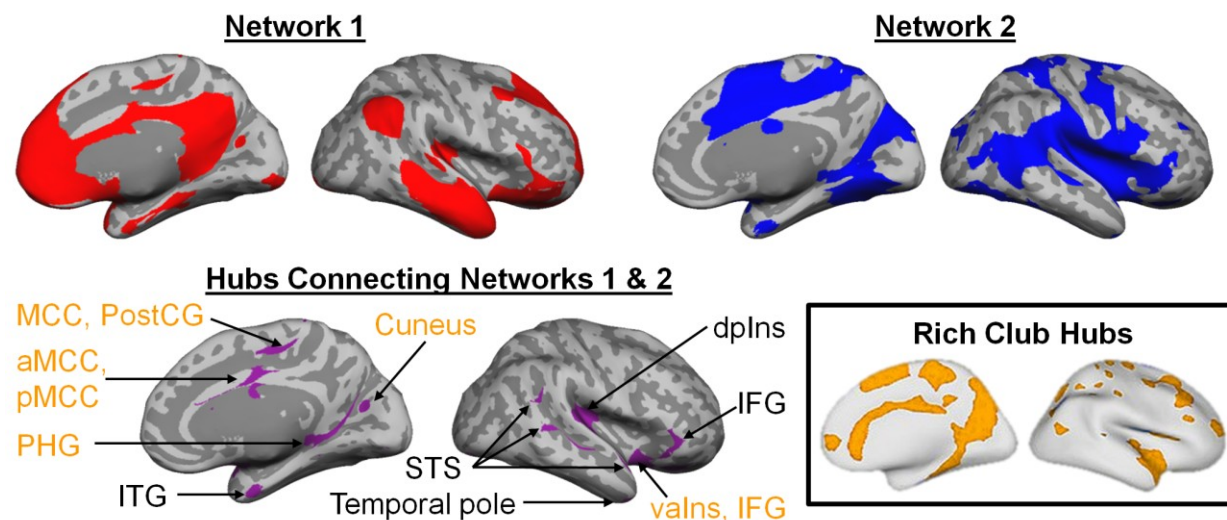 Network 1
Network 2
Hubs Connecting Networks 1 & 2
MCC, PostCG
aMCC,
pMCC
PHG
ITG
Cuneus
STS
Temporal pole
dpIns
IFG
vaIns, IFG
Rich Club Hubs